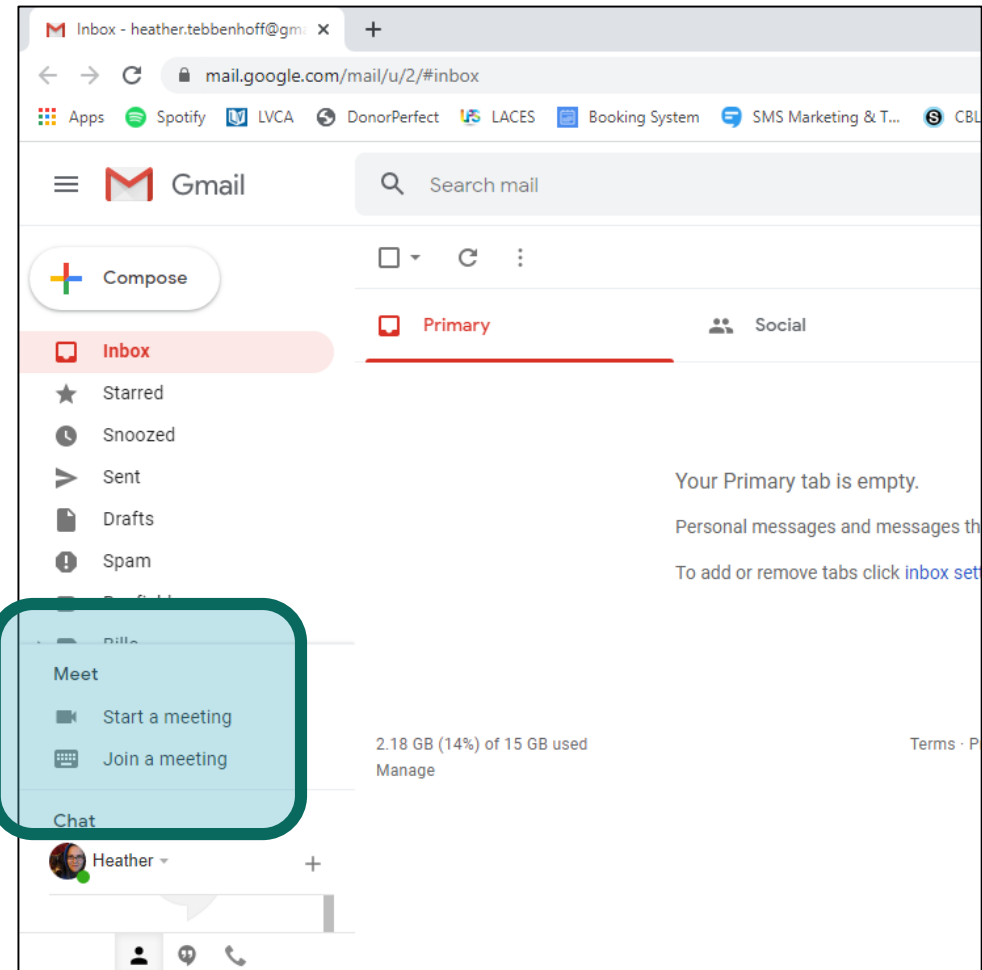 Inbox - heather.tebbenhoff@gma
mail.google.com/mail/u/2/#inbox
Apps Spotify LVCA DonorPerfect LACES Booking System SMS Marketing & T... CBL
Gmail Search mail
Compose
Primary Social
Inbox
Starred
Snoozed
Sent
Drafts
Spam
Your Primary tab is empty.
Personal messages and messages th
To add or remove tabs click inbox sett
Bills
Meet
Start a meeting
Join a meeting
2.18 GB (14%) of 15 GB used Terms · P
Manage
Chat
Heather